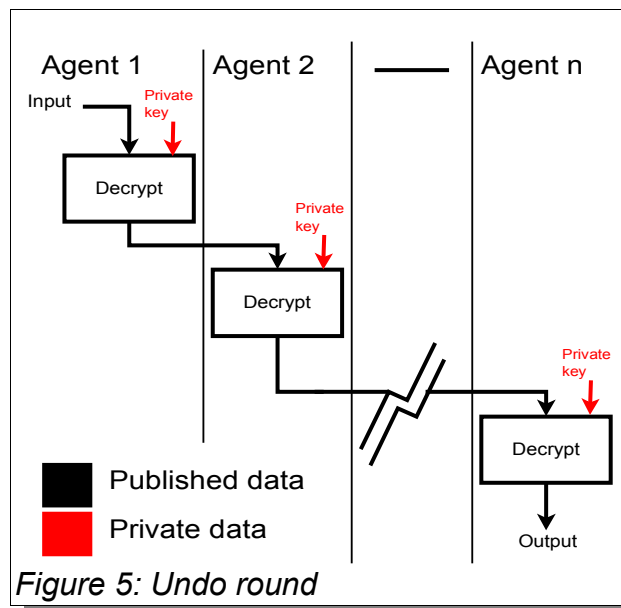 Agent 1
Agent 2
Agent n
Input
Private
key
Decrypt
Private
key
Decrypt
Private
key
Decrypt
Output
Published data
Private data
Figure 5: Undo round